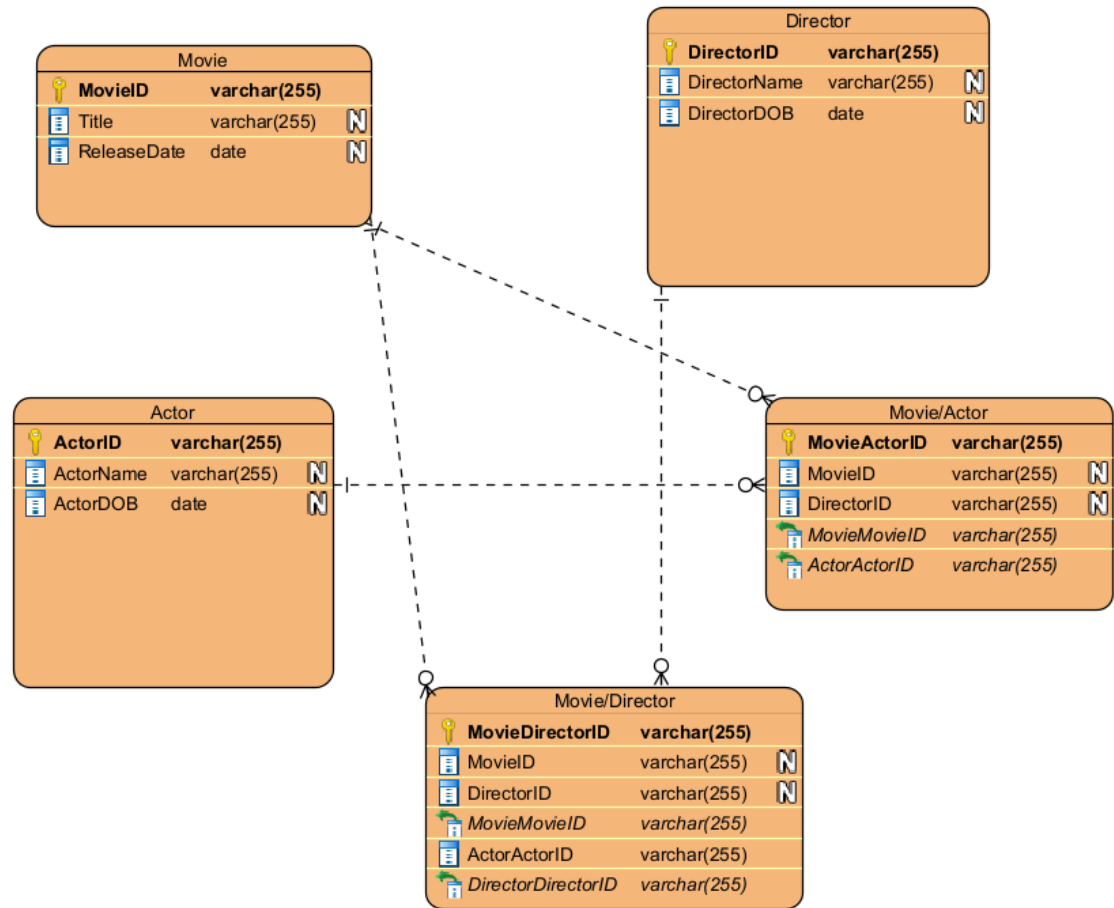 Movie
MovieID varchar(255)
Title varchar(255) N
ReleaseDate date N
Director
DirectorID varchar(255)
DirectorName varchar(255) N
DirectorDOB date N
Actor
ActorID varchar(255)
ActorName varchar(255) N
ActorDOB date N
Movie/Actor
MovieActorID varchar(255)
MovieID varchar(255) N
DirectorID varchar(255) N
MovieMovieID varchar(255)
ActorActorID varchar(255)
Movie/Director
MovieDirectorID varchar(255)
MovieID varchar(255) N
DirectorID varchar(255) N
MovieMovieID varchar(255)
ActorActorID varchar(255)
DirectorDirectorID varchar(255)